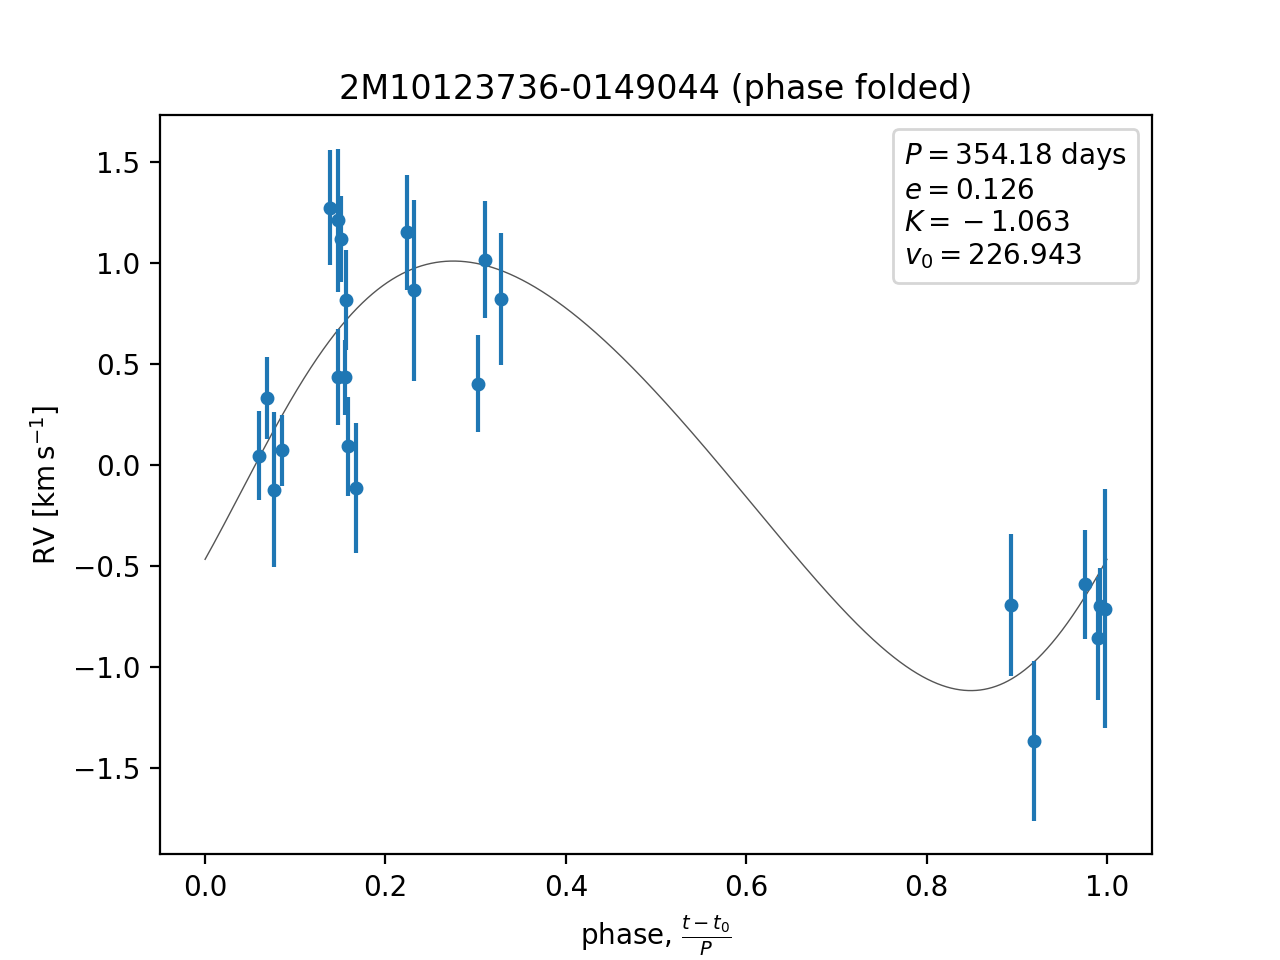 2M10123736-0149044 (phase folded)
P = 354.18 days
e = 0.126
K = −1.063
v₀ = 226.943
1.5
1.0
0.5
0.0
−0.5
−1.0
−1.5
RV [km s⁻¹]
0.0 0.2 0.4 0.6 0.8 1.0
phase, (t − t₀)/P